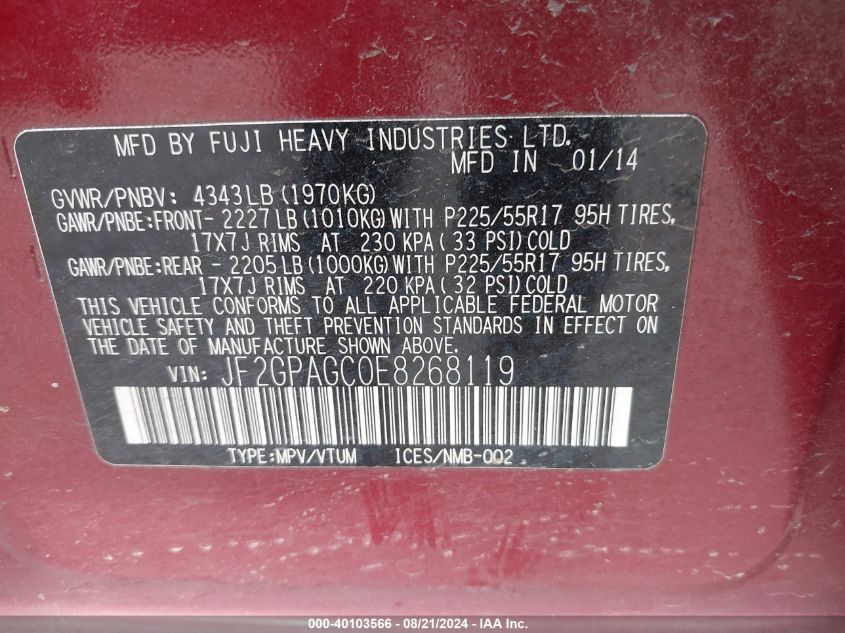 MFD BY FUJI HEAVY INDUSTRIES LTD.
MFD IN 01/14
GVWR/PNBV: 4343LB(1970KG)
GAWR/PNBE:FRONT- 2227LB(1010KG)WITH P225/55R17 95H TIRES,
17X7J RIMS AT 230 KPA(33 PSI)COLD
GAWR/PNBE:REAR - 2205LB(1000KG)WITH P225/55R17 95H TIRES,
17X7J RIMS AT 220 KPA(32 PSI)COLD
THIS VEHICLE CONFORMS TO ALL APPLICABLE FEDERAL MOTOR
VEHICLE SAFETY AND THEFT PREVENTION STANDARDS IN EFFECT ON
THE DATE OF MANUFACTURE SHOWN ABOVE.
VIN: JF2GPAGC0E8268119
TYPE:MPV/VTUM ICES/NMB-002
000-40103566 - 08/21/2024 - IAA Inc.